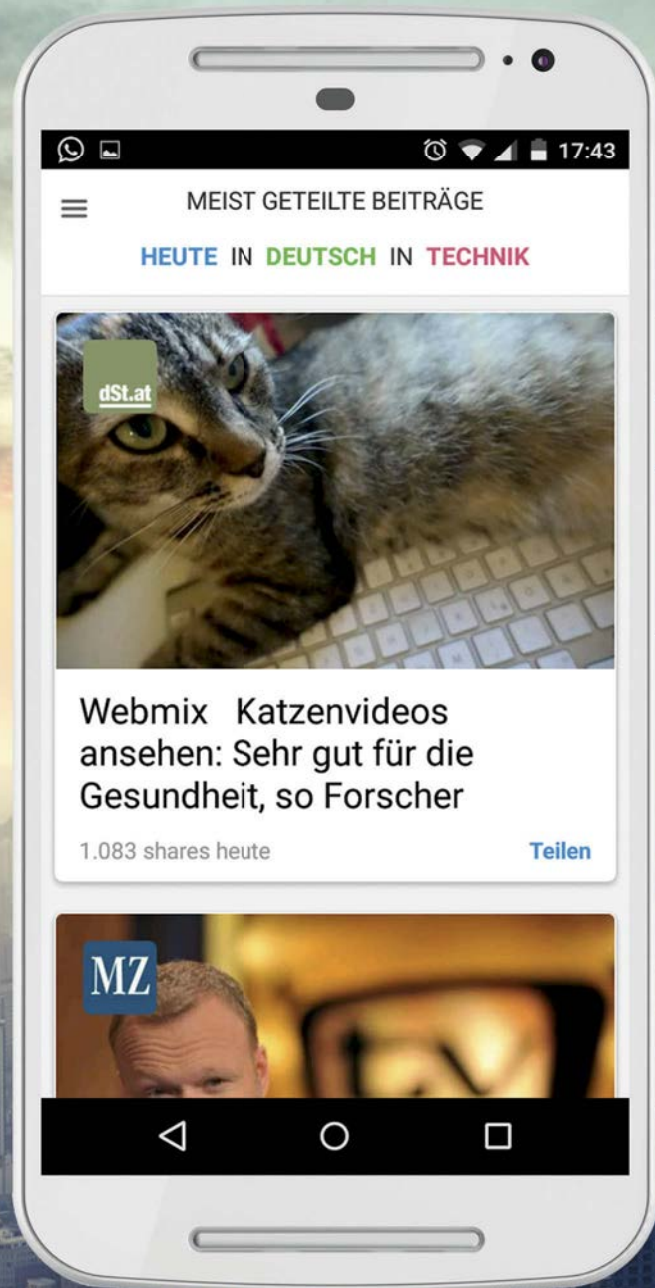 17:43
MEIST GETEILTE BEITRÄGE
HEUTE IN DEUTSCH IN TECHNIK
dSt.at
Webmix Katzenvideos
ansehen: Sehr gut für die
Gesundheit, so Forscher
1.083 shares heute
Teilen
MZ